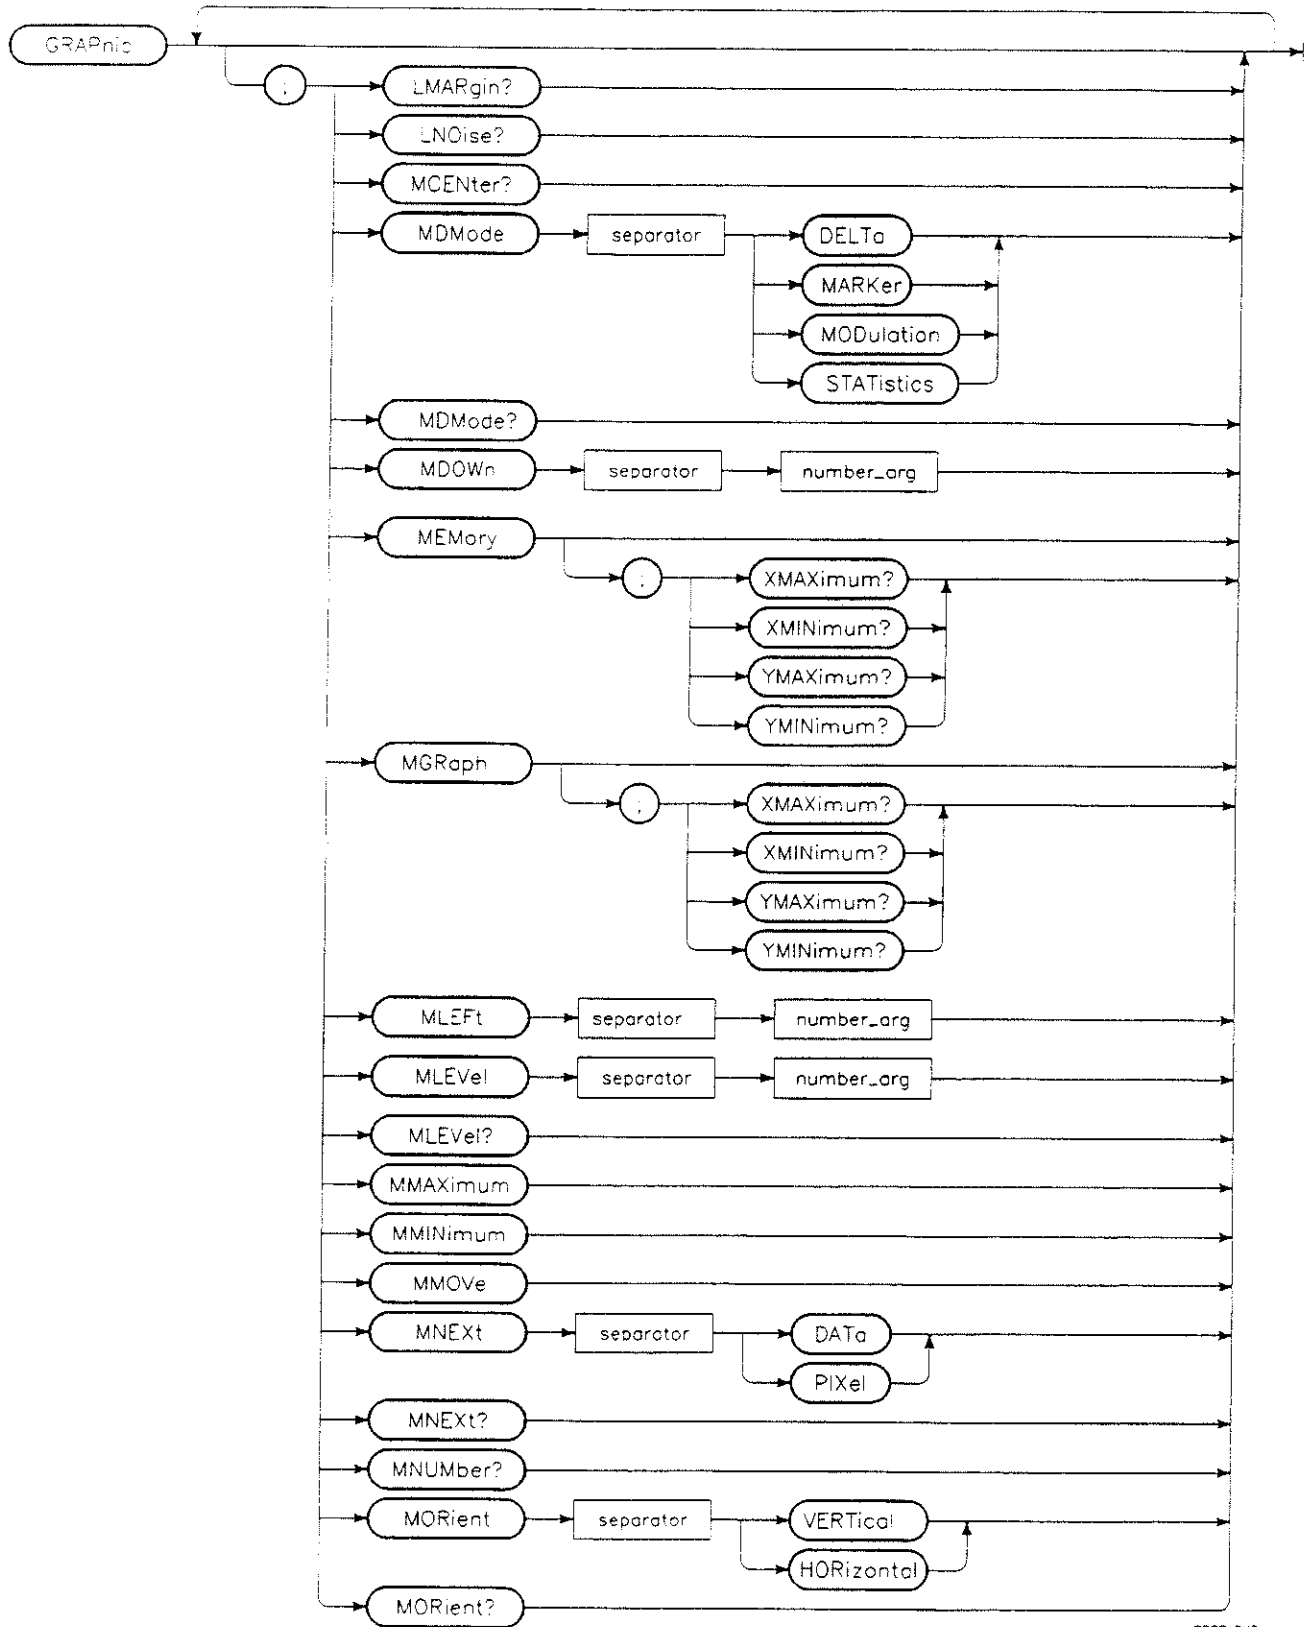 GRAPhic
;
LMARgin?
LNOise?
MCENter?
MDMode separator DELTa
MARKer
MODulation
STATistics
MDMode?
MDOWn separator number_arg
MEMory
; XMAXimum?
XMINimum?
YMAXimum?
YMINimum?
MGRaph
; XMAXimum?
XMINimum?
YMAXimum?
YMINimum?
MLEFt separator number_arg
MLEVel separator number_arg
MLEVel?
MMAXimum
MMINimum
MMOVe
MNEXt separator DATa
PIXel
MNEXt?
MNUMber?
MORient separator VERTical
HORizontal
MORient?